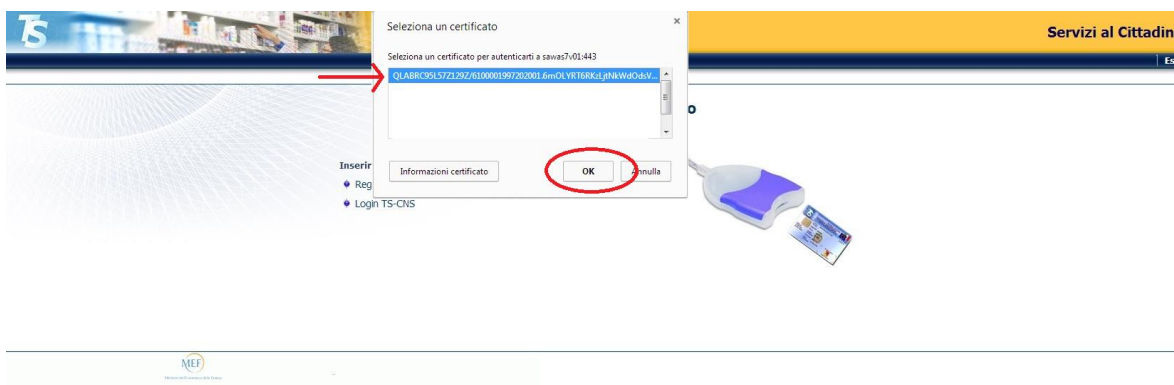 TS
Servizi al Cittadin
Es
Seleziona un certificato
×
Seleziona un certificato per autenticarti a sawas7v01:443
QLABRC95L57Z129Z/6100001997202001.6mOLYRT6RKzLjtNkWdOdsV...
Informazioni certificato
OK
Annulla
o
Inserir
Reg
Login TS-CNS
MEF